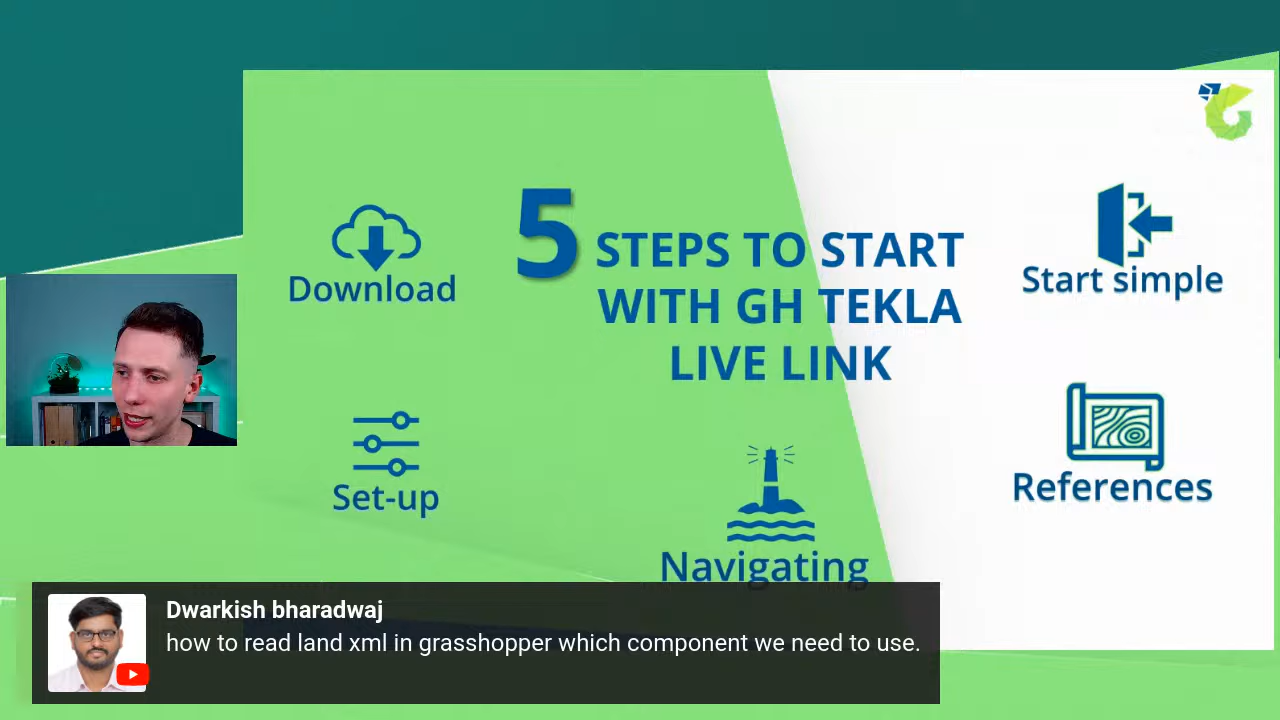 Download
5 STEPS TO START
WITH GH TEKLA
LIVE LINK
Start simple
Set-up
Navigating
References
Dwarkish bharadwaj
how to read land xml in grasshopper which component we need to use.